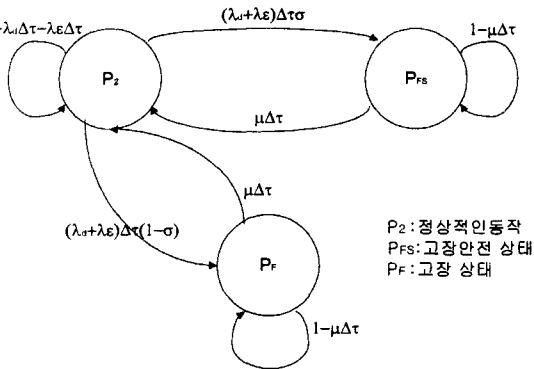 -λdΔτ-λεΔτ
(λd+λε)Δτσ
1-μΔτ
P2
PFS
μΔτ
μΔτ
(λd+λε)Δτ(1-σ)
PF
1-μΔτ
P2:정상적인동작
PFS:고장안전 상태
PF:고장 상태